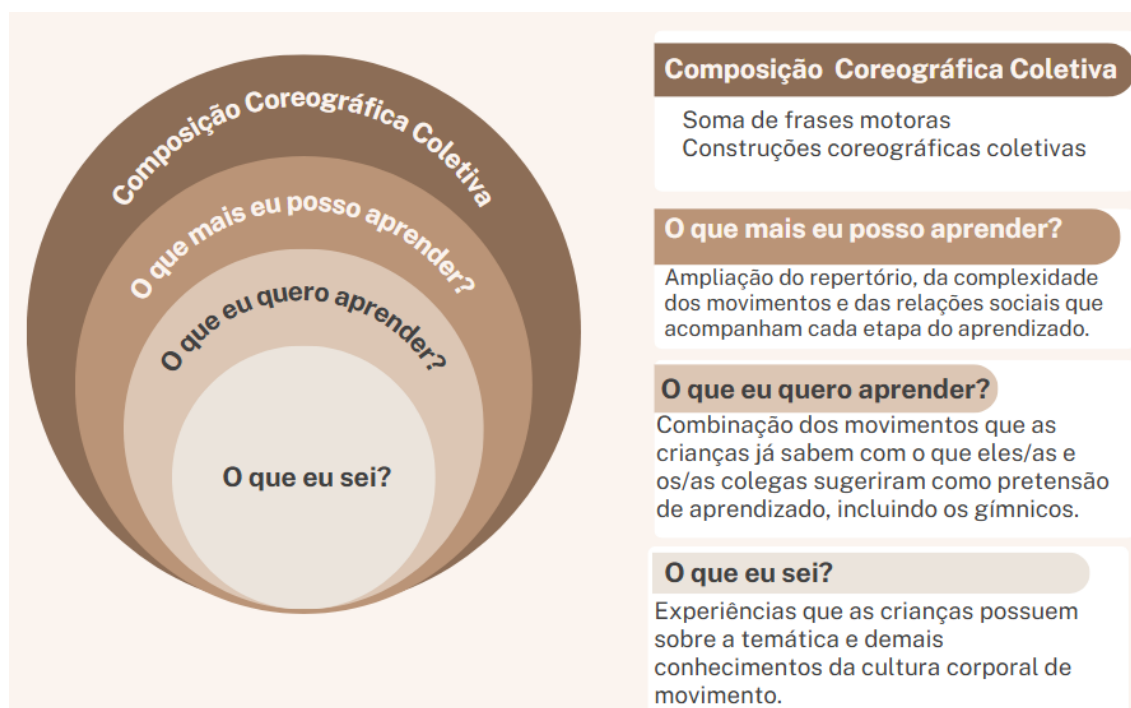 Composição Coreográfica Coletiva
O que mais eu posso aprender?
O que eu quero aprender?
O que eu sei?
Composição Coreográfica Coletiva
Soma de frases motoras
Construções coreográficas coletivas
O que mais eu posso aprender?
Ampliação do repertório, da complexidade
dos movimentos e das relações sociais que
acompanham cada etapa do aprendizado.
O que eu quero aprender?
Combinação dos movimentos que as
crianças já sabem com o que eles/as e
os/as colegas sugeriram como pretensão
de aprendizado, incluindo os gímnicos.
O que eu sei?
Experiências que as crianças possuem
sobre a temática e demais
conhecimentos da cultura corporal de
movimento.